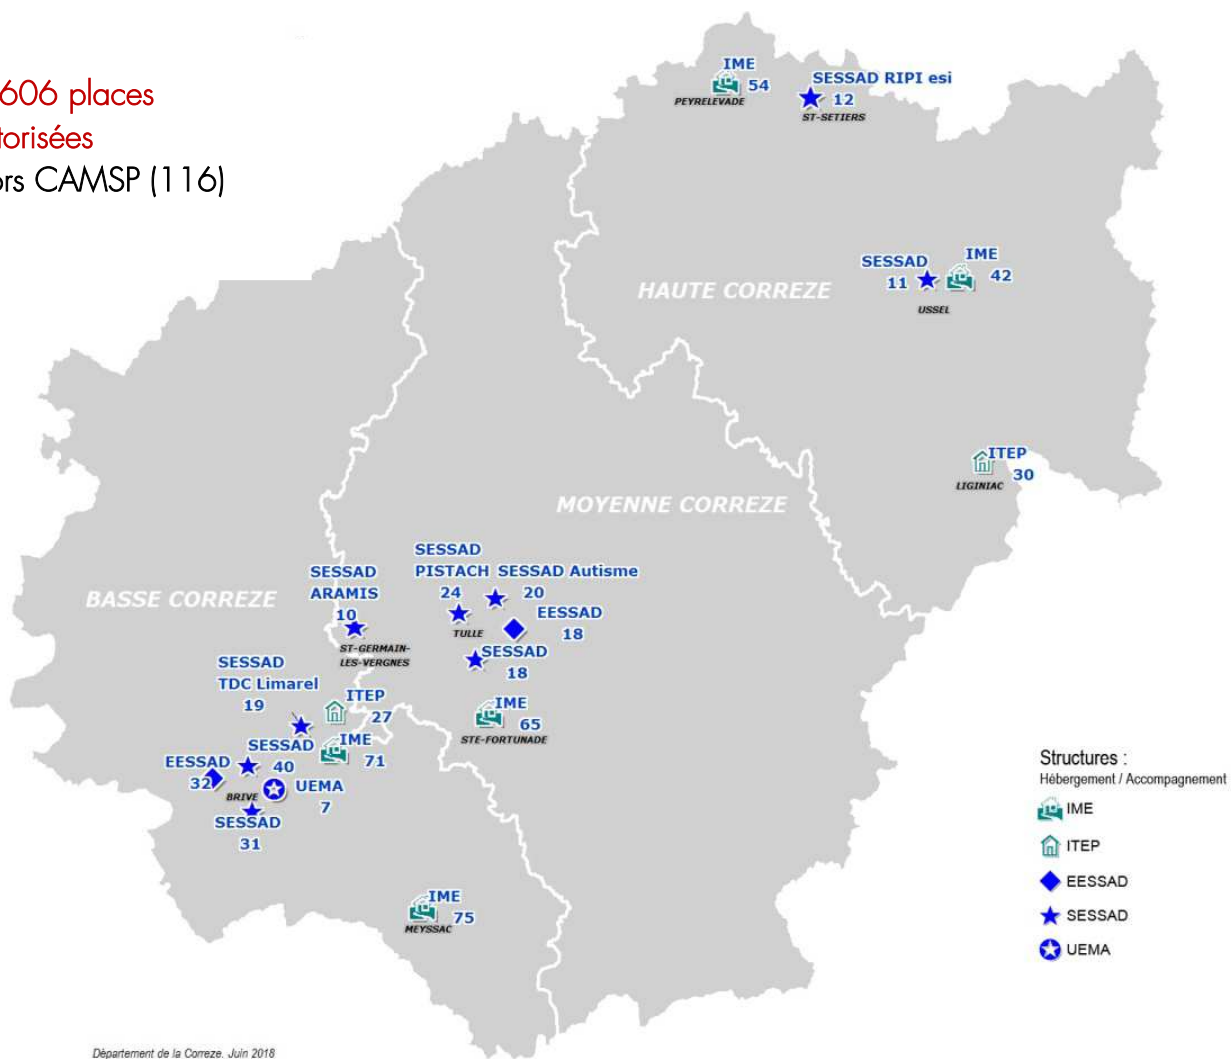 606 places
torisées
ors CAMSP (116)
IME
54
PEYRELEVADE
SESSAD RIPI esi
12
ST-SETIERS
SESSAD
11
IME
42
USSEL
HAUTE CORREZE
ITEP
30
LIGINIAC
MOYENNE CORREZE
SESSAD
PISTACH
24
SESSAD Autisme
20
EESSAD
18
TULLE
SESSAD
18
IME
65
STE-FORTUNADE
BASSE CORREZE
SESSAD
ARAMIS
10
ST-GERMAIN-
LES-VERGNES
SESSAD
TDC Limarel
19
ITEP
27
IME
71
SESSAD
40
EESSAD
32
BRIVE
UEMA
7
SESSAD
31
IME
75
MEYSSAC
Structures :
Hébergement / Accompagnement
IME
ITEP
EESSAD
SESSAD
UEMA
Département de la Correze. Juin 2018